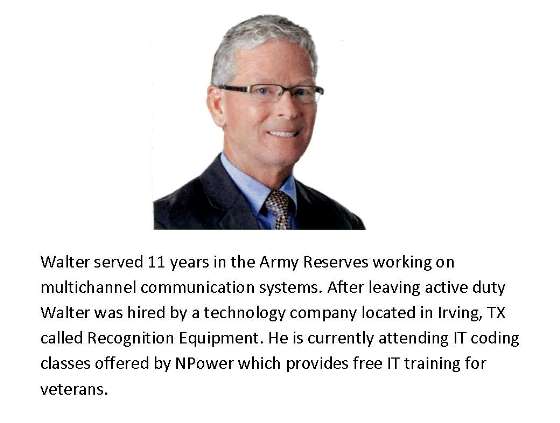 Walter served 11 years in the Army Reserves working on
multichannel communication systems. After leaving active duty
Walter was hired by a technology company located in Irving, TX
called Recognition Equipment. He is currently attending IT coding
classes offered by NPower which provides free IT training for
veterans.